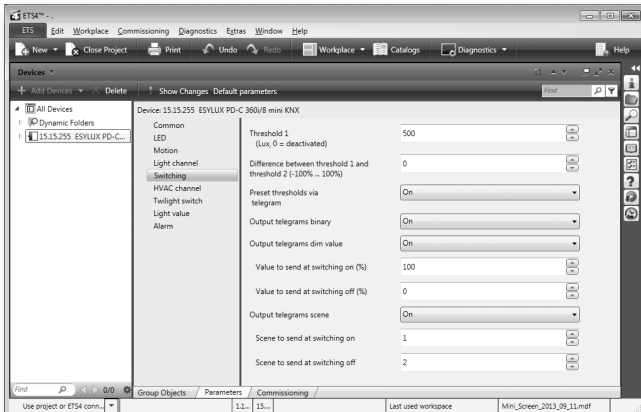 ETS4™ - .
ETS Edit Workplace Commissioning Diagnostics Extras Window Help
New Close Project Print Undo Redo Workplace Catalogs Diagnostics Help
Devices
Add Devices Delete ! Show Changes Default parameters Find
All Devices
Dynamic Folders
15.15.255 ESYLUX PD-C...
Device: 15.15.255 ESYLUX PD-C 360i/8 mini KNX
Common
LED
Motion
Light channel
Switching
HVAC channel
Twilight switch
Light value
Alarm
Threshold 1
(Lux, 0 = deactivated)
500
Difference between threshold 1 and
threshold 2 (-100% ... 100%)
0
Preset thresholds via
telegram
On
Output telegrams binary
On
Output telegrams dim value
On
Value to send at switching on (%)
100
Value to send at switching off (%)
0
Output telegrams scene
On
Scene to send at switching on
1
Scene to send at switching off
2
Find 0/0
Group Objects Parameters Commissioning
Use project or ETS4 conn... 1.1... 15... Last used workspace Mini_Screen_2013_09_11.mdf